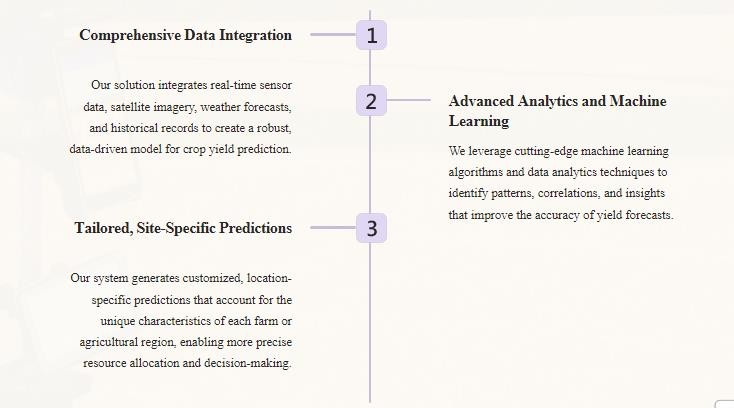 Comprehensive Data Integration
1
Our solution integrates real-time sensor
data, satellite imagery, weather forecasts,
and historical records to create a robust,
data-driven model for crop yield prediction.
2
Advanced Analytics and Machine
Learning
We leverage cutting-edge machine learning
algorithms and data analytics techniques to
identify patterns, correlations, and insights
that improve the accuracy of yield forecasts.
Tailored, Site-Specific Predictions
3
Our system generates customized, location-
specific predictions that account for the
unique characteristics of each farm or
agricultural region, enabling more precise
resource allocation and decision-making.